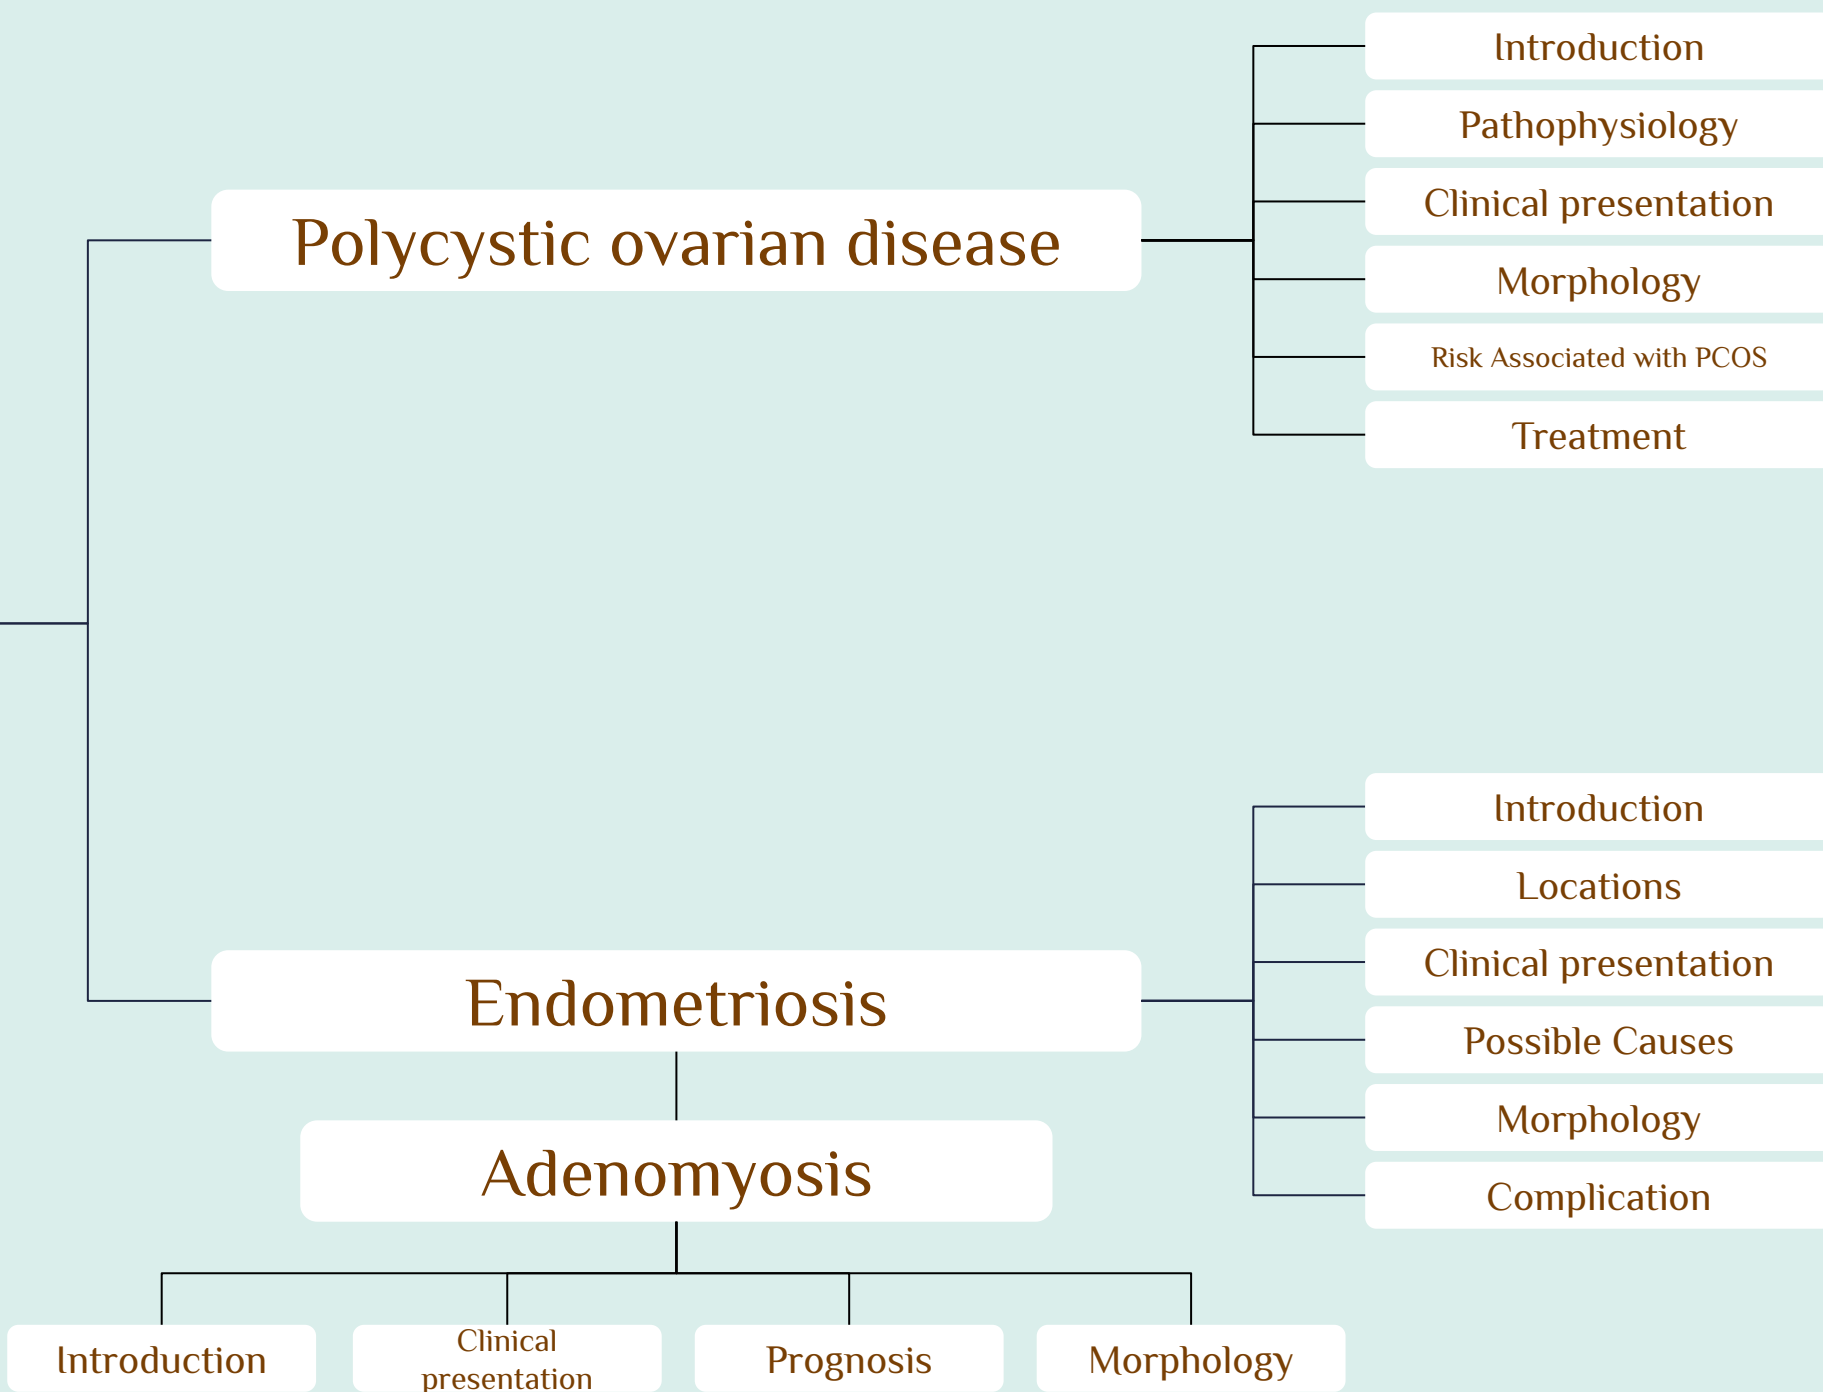 Polycystic ovarian disease
Introduction
Pathophysiology
Clinical presentation
Morphology
Risk Associated with PCOS
Treatment
Endometriosis
Introduction
Locations
Clinical presentation
Possible Causes
Morphology
Complication
Adenomyosis
Introduction
Clinical
presentation
Prognosis
Morphology